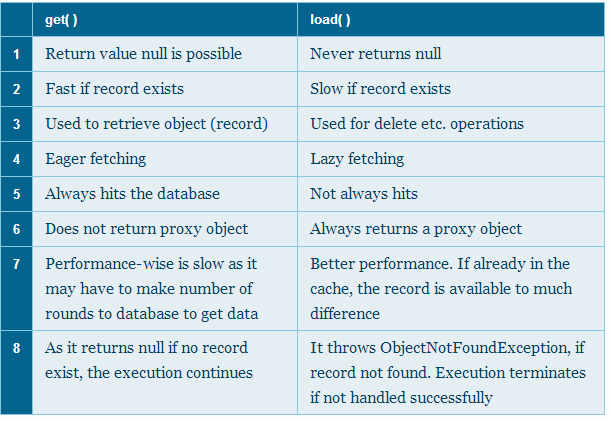 get( ) load( )
1 Return value null is possible Never returns null
2 Fast if record exists Slow if record exists
3 Used to retrieve object (record) Used for delete etc. operations
4 Eager fetching Lazy fetching
5 Always hits the database Not always hits
6 Does not return proxy object Always returns a proxy object
7 Performance-wise is slow as it Better performance. If already in the
may have to make number of cache, the record is available to much
rounds to database to get data difference
8 As it returns null if no record It throws ObjectNotFoundException, if
exist, the execution continues record not found. Execution terminates
if not handled successfully